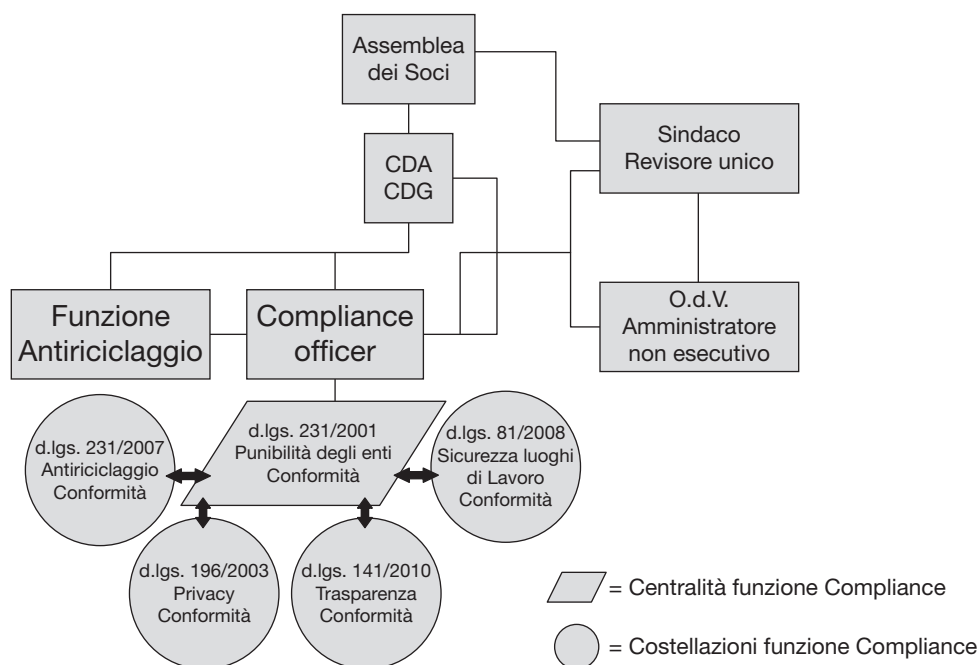 Assemblea
dei Soci
Sindaco
Revisore unico
CDA
CDG
Funzione
Antiriciclaggio
Compliance
officer
O.d.V.
Amministratore
non esecutivo
d.lgs. 231/2007
Antiriciclaggio
Conformità
d.lgs. 231/2001
Punibilità degli enti
Conformità
d.lgs. 81/2008
Sicurezza luoghi
di Lavoro
Conformità
d.lgs. 196/2003
Privacy
Conformità
d.lgs. 141/2010
Trasparenza
Conformità
= Centralità funzione Compliance
= Costellazioni funzione Compliance